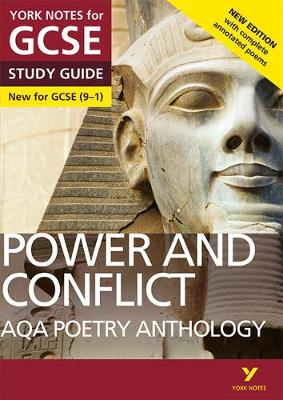 YORK NOTES for
GCSE
STUDY GUIDE
New for GCSE (9–1)
NEW EDITION
with complete
annotated poems
POWER AND
CONFLICT
AQA POETRY ANTHOLOGY
Y
YORK NOTES